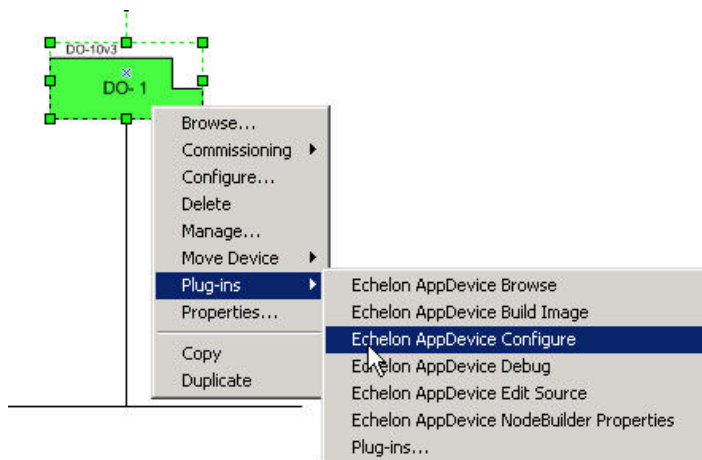 DO-10v3
DO- 1
Browse...
Commissioning
Configure...
Delete
Manage...
Move Device
Plug-ins
Properties...
Copy
Duplicate
Echelon AppDevice Browse
Echelon AppDevice Build Image
Echelon AppDevice Configure
Echelon AppDevice Debug
Echelon AppDevice Edit Source
Echelon AppDevice NodeBuilder Properties
Plug-ins...